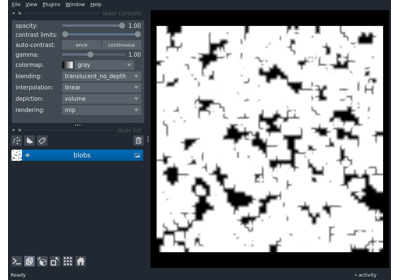 File View Plugins Window Help
layer controls
opacity: 1.00
contrast limits:
auto-contrast: once continuous
gamma: 1.00
colormap: gray
blending: translucent_no_depth
interpolation: linear
depiction: volume
rendering: mip
layer list
blobs
Ready
activity